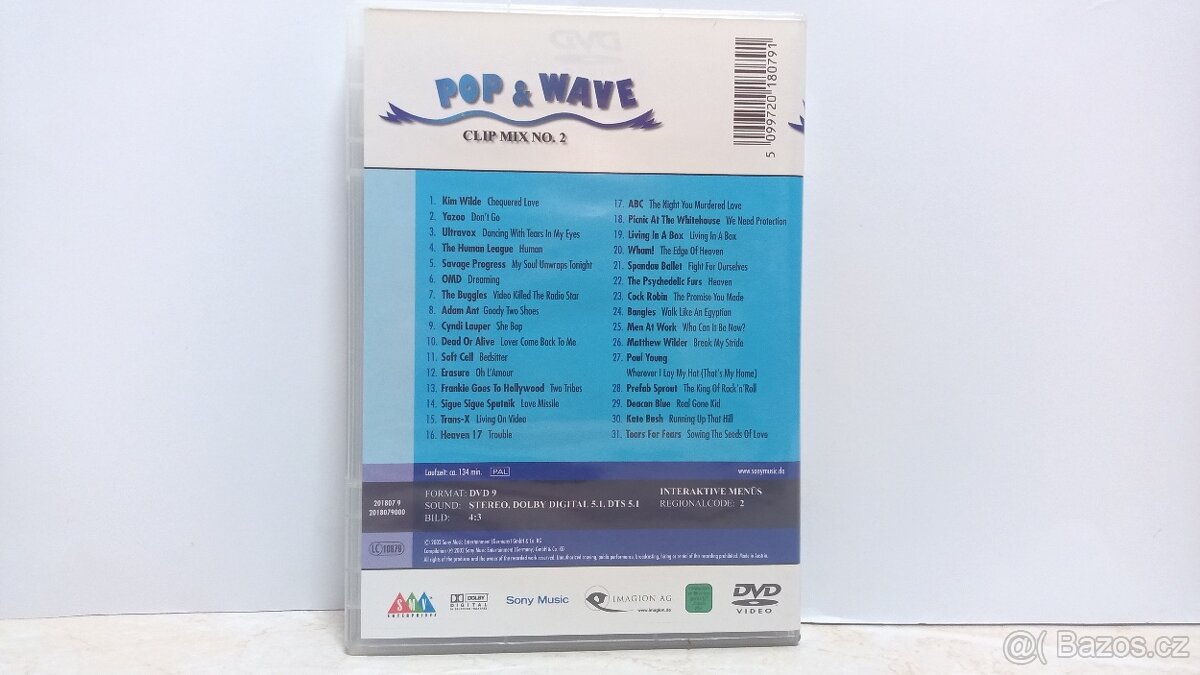 POP & WAVE
CLIP MIX NO. 2
5 099720 180791
1. Kim Wilde Chequered Love
2. Yazoo Don't Go
3. Ultravox Dancing With Tears In My Eyes
4. The Human League Human
5. Savage Progress My Soul Unwraps Tonight
6. OMD Dreaming
7. The Buggles Video Killed The Radio Star
8. Adam Ant Goody Two Shoes
9. Cyndi Lauper She Bop
10. Dead Or Alive Lover Come Back To Me
11. Soft Cell Bedsitter
12. Erasure Oh L'Amour
13. Frankie Goes To Hollywood Two Tribes
14. Sigue Sigue Sputnik Love Missile
15. Trans-X Living On Video
16. Heaven 17 Trouble
17. ABC The Night You Murdered Love
18. Picnic At The Whitehouse We Need Protection
19. Living In A Box Living In A Box
20. Wham! The Edge Of Heaven
21. Spandau Ballet Fight For Ourselves
22. The Psychedelic Furs Heaven
23. Cock Robin The Promise You Made
24. Bangles Walk Like An Egyptian
25. Men At Work Who Can It Be Now?
26. Matthew Wilder Break My Stride
27. Paul Young
Wherever I Lay My Hat (That's My Home)
28. Prefab Sprout The King Of Rock'n'Roll
29. Deacon Blue Real Gone Kid
30. Kate Bush Running Up That Hill
31. Tears For Fears Sowing The Seeds Of Love
Laufzeit: ca. 134 min. PAL
www.sonymusic.de
201807 9
2018079000
FORMAT: DVD 9
SOUND: STEREO, DOLBY DIGITAL 5.1, DTS 5.1
BILD: 4:3
INTERAKTIVE MENÜS
REGIONALCODE: 2
LC 10879
SMV
ENTERPRISES
DOLBY
DIGITAL
Sony Music
IMAGION AG
www.imagion.de
DVD
VIDEO
@( Bazos.cz